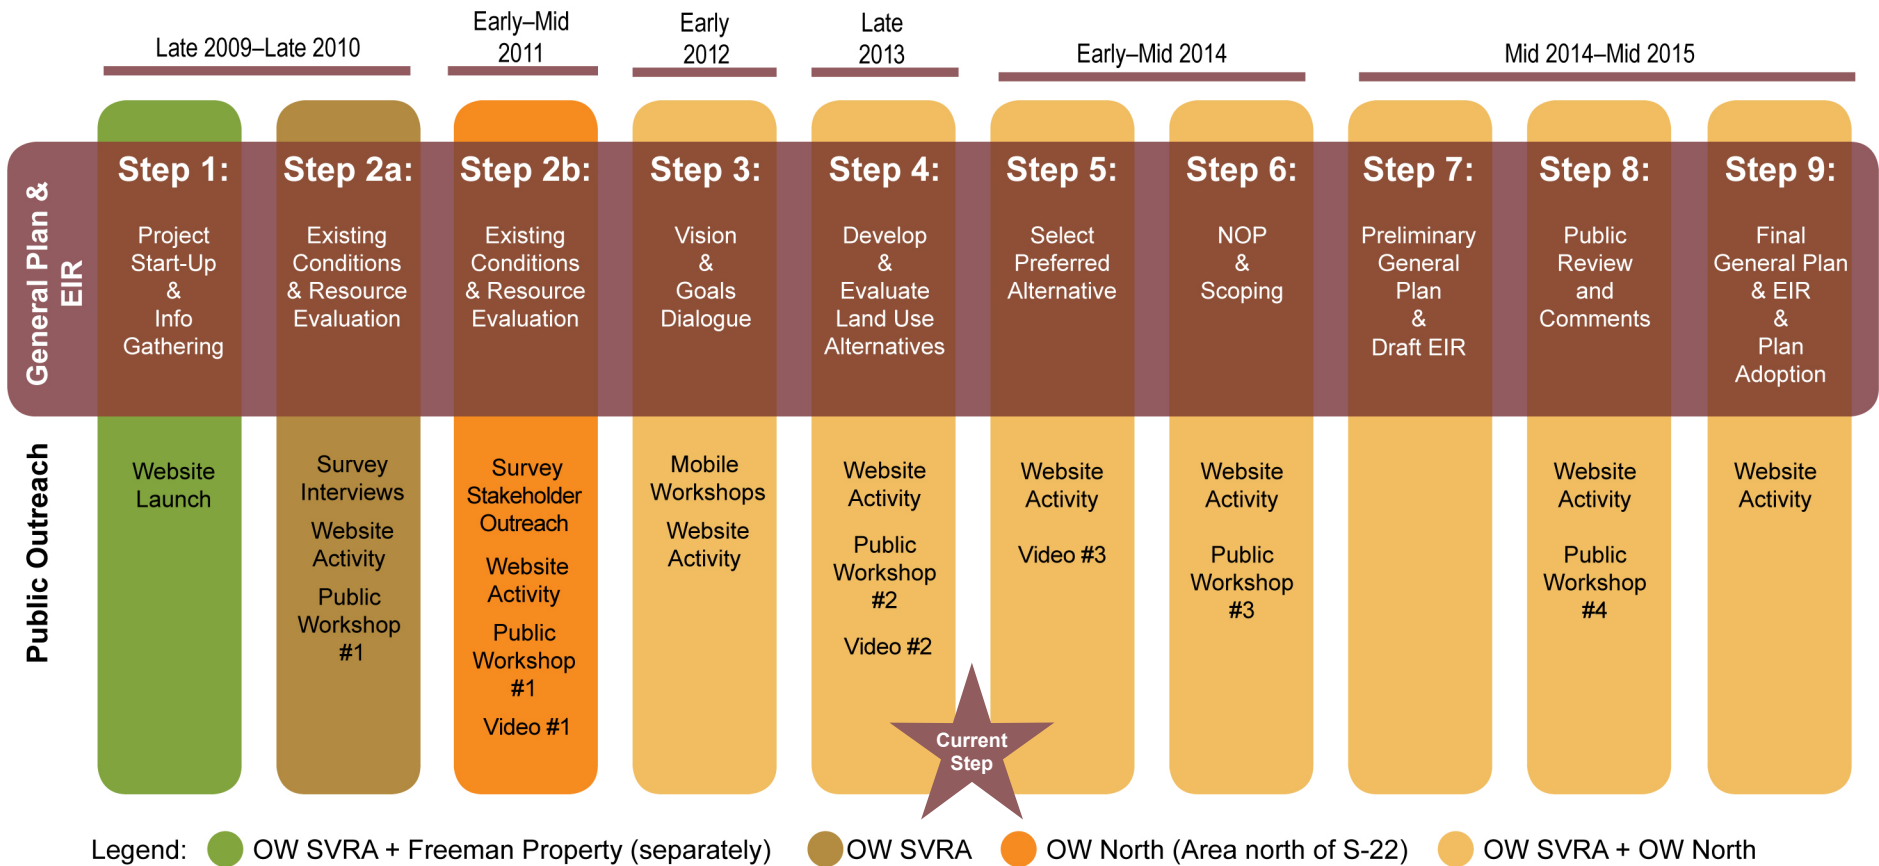 Late 2009–Late 2010
Early–Mid
2011
Early
2012
Late
2013
Early–Mid 2014
Mid 2014–Mid 2015
General Plan &
EIR
Step 1:
Project
Start-Up
&
Info
Gathering
Step 2a:
Existing
Conditions
& Resource
Evaluation
Step 2b:
Existing
Conditions
& Resource
Evaluation
Step 3:
Vision
&
Goals
Dialogue
Step 4:
Develop
&
Evaluate
Land Use
Alternatives
Step 5:
Select
Preferred
Alternative
Step 6:
NOP
&
Scoping
Step 7:
Preliminary
General
Plan
&
Draft EIR
Step 8:
Public
Review
and
Comments
Step 9:
Final
General Plan
& EIR
&
Plan
Adoption
Public Outreach
Website
Launch
Survey
Interviews
Website
Activity
Public
Workshop
#1
Survey
Stakeholder
Outreach
Website
Activity
Public
Workshop
#1
Video #1
Mobile
Workshops
Website
Activity
Website
Activity
Public
Workshop
#2
Video #2
Website
Activity
Video #3
Website
Activity
Public
Workshop
#3
Website
Activity
Public
Workshop
#4
Website
Activity
Current
Step
Legend:
OW SVRA + Freeman Property (separately)
OW SVRA
OW North (Area north of S-22)
OW SVRA + OW North